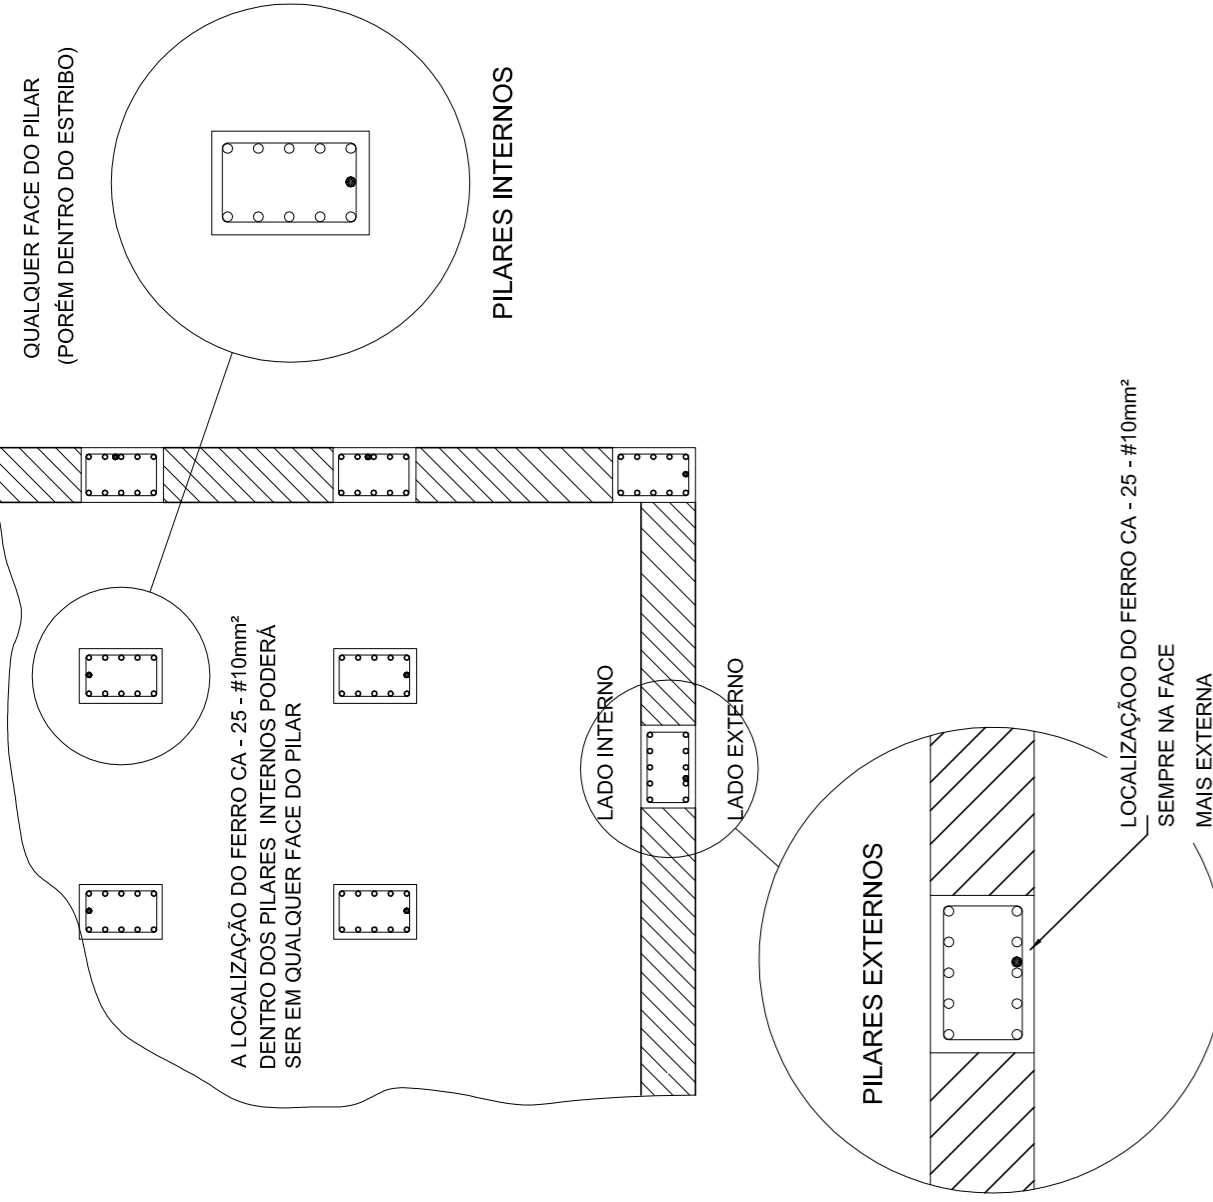 QUALQUER FACE DO PILAR
(PORÉM DENTRO DO ESTRIBO)
PILARES INTERNOS
A LOCALIZAÇÃO DO FERRO CA - 25 - #10mm²
DENTRO DOS PILARES INTERNOS PODERÁ
SER EM QUALQUER FACE DO PILAR
LADO INTERNO
LADO EXTERNO
PILARES EXTERNOS
LOCALIZAÇÃOO DO FERRO CA - 25 - #10mm²
SEMPRE NA FACE
MAIS EXTERNA